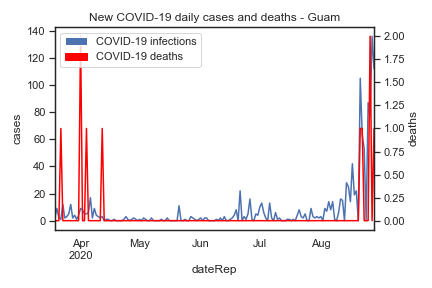 New COVID-19 daily cases and deaths - Guam
COVID-19 infections
COVID-19 deaths
cases
140
120
100
80
60
40
20
0
2.00
1.75
1.50
1.25
1.00
0.75
0.50
0.25
0.00
deaths
Apr
2020
May
Jun
Jul
Aug
dateRep